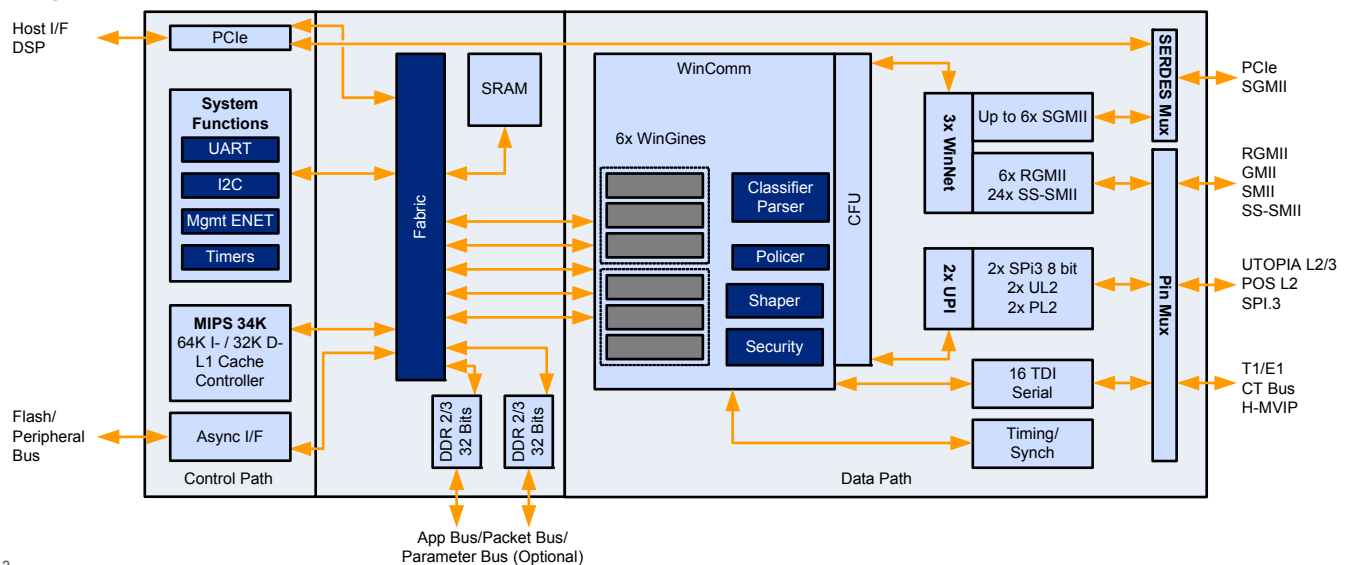 Host I/F
DSP
PCIe
System
Functions
UART
I2C
Mgmt ENET
Timers
MIPS 34K
64K I- / 32K D-
L1 Cache
Controller
Flash/
Peripheral
Bus
Async I/F
Control Path
Fabric
SRAM
DDR 2/3
32 Bits
DDR 2/3
32 Bits
App Bus/Packet Bus/
Parameter Bus (Optional)
WinComm
6x WinGines
Classifier
Parser
Policer
Shaper
Security
CFU
3x WinNet
Up to 6x SGMII
6x RGMII
24x SS-SMII
2x UPI
2x SPi3 8 bit
2x UL2
2x PL2
16 TDI
Serial
Timing/
Synch
Data Path
SERDES Mux
Pin Mux
PCIe
SGMII
RGMII
GMII
SMII
SS-SMII
UTOPIA L2/3
POS L2
SPI.3
T1/E1
CT Bus
H-MVIP